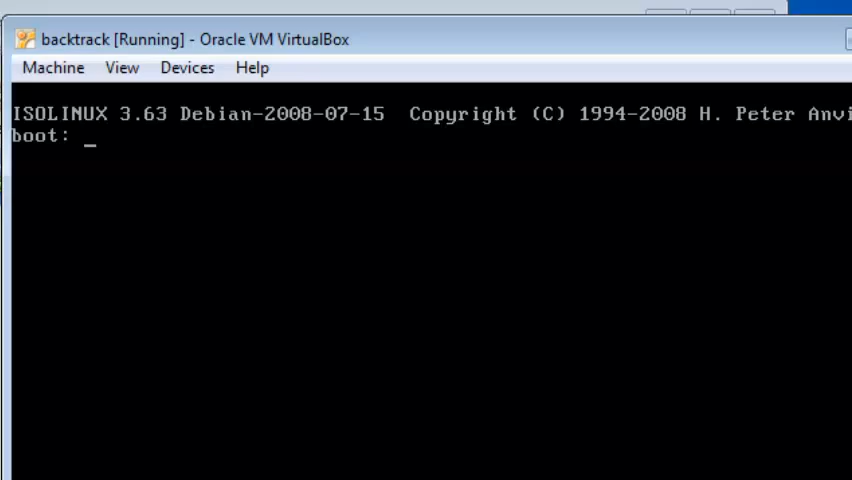 backtrack [Running] - Oracle VM VirtualBox
Machine View Devices Help
ISOLINUX 3.63 Debian-2008-07-15 Copyright (C) 1994-2008 H. Peter Anvi
boot: _